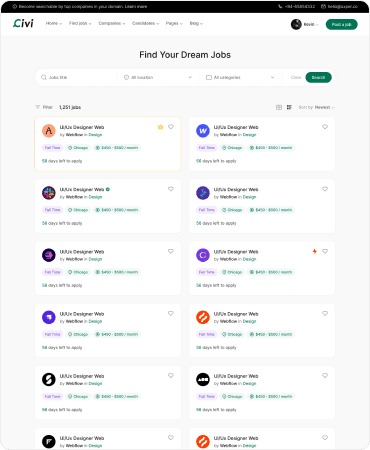 Become searchable by top companies in your domain. Learn more
+84-65854332
hello@uxper.co
Civi
Home
Find jobs
Companies
Candidates
Pages
Blog
Kevin
Post a job
Find Your Dream Jobs
Jobs title
All location
All categories
Clear
Search
Filter
1,251 jobs
Sort by Newest
Ui/Ux Designer Web
by Webflow in Design
Full Time
Chicago
$450 - $500 / month
58 days left to apply
Ui/Ux Designer Web
by Webflow in Design
Full Time
Chicago
$450 - $500 / month
58 days left to apply
Ui/Ux Designer Web
by Webflow in Design
Full Time
Chicago
$450 - $500 / month
58 days left to apply
Ui/Ux Designer Web
by Webflow in Design
Full Time
Chicago
$450 - $500 / month
58 days left to apply
Ui/Ux Designer Web
by Webflow in Design
Full Time
Chicago
$450 - $500 / month
58 days left to apply
Ui/Ux Designer Web
by Webflow in Design
Full Time
Chicago
$450 - $500 / month
58 days left to apply
Ui/Ux Designer Web
by Webflow in Design
Full Time
Chicago
$450 - $500 / month
58 days left to apply
Ui/Ux Designer Web
by Webflow in Design
Full Time
Chicago
$450 - $500 / month
58 days left to apply
Ui/Ux Designer Web
by Webflow in Design
Full Time
Chicago
$450 - $500 / month
58 days left to apply
Ui/Ux Designer Web
by Webflow in Design
Full Time
Chicago
$450 - $500 / month
58 days left to apply
Ui/Ux Designer Web
by Webflow in Design
Ui/Ux Designer Web
by Webflow in Design